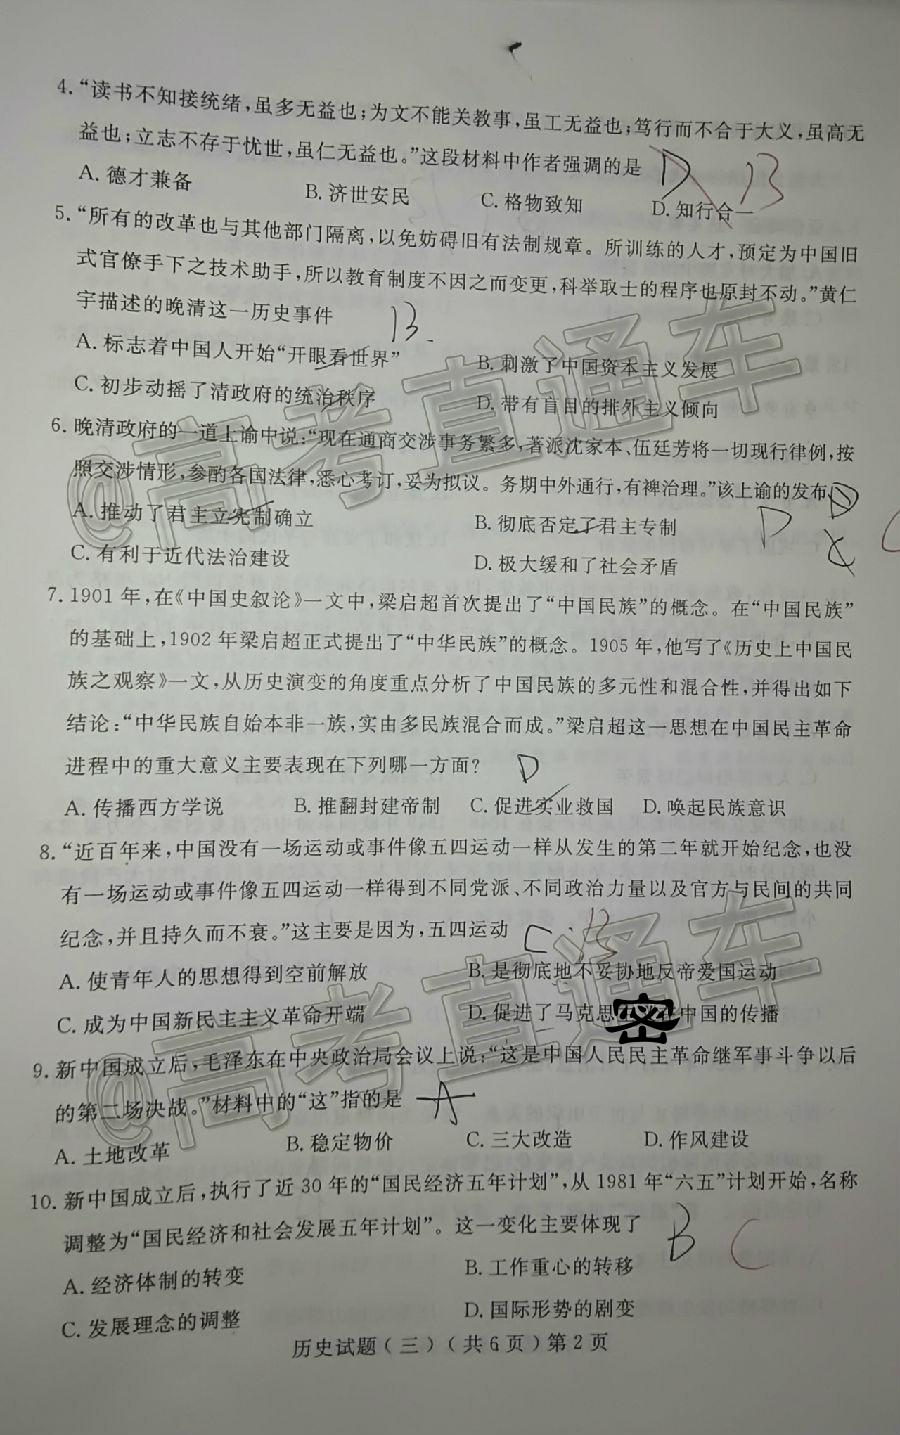 4. “读书不知接统绪，虽多无益也；为文不能关教事，虽工无益也；笃行而不合于大义，虽高无
益也；立志不存于忧世，虽仁无益也。”这段材料中作者强调的是 D B
A. 德才兼备 B. 济世安民 C. 格物致知 D. 知行合一
5. “所有的改革也与其他部门隔离，以免妨碍旧有法制规章。所训练的人才，预定为中国旧
式官僚手下之技术助手，所以教育制度不因之而变更，科举取士的程序也原封不动。”黄仁
宇描述的晚清这一历史事件 B
A. 标志着中国人开始“开眼看世界” B. 刺激了中国资本主义发展
C. 初步动摇了清政府的统治秩序 D. 带有盲目的排外主义倾向
6. 晚清政府的一道上谕中说：“现在通商交涉事务繁多，著派沈家本、伍廷芳将一切现行律例，按
照交涉情形，参酌各国法律，悉心考订，妥为拟议。务期中外通行，有裨治理。”该上谕的发布
A. 推动了君主立宪制确立 B. 彻底否定了君主专制 D
C. 有利于近代法治建设 D. 极大缓和了社会矛盾
7. 1901 年，在《中国史叙论》一文中，梁启超首次提出了“中国民族”的概念。在“中国民族”
的基础上，1902 年梁启超正式提出了“中华民族”的概念。1905 年，他写了《历史上中国民
族之观察》一文，从历史演变的角度重点分析了中国民族的多元性和混合性，并得出如下
结论：“中华民族自始本非一族，实由多民族混合而成。”梁启超这一思想在中国民主革命
进程中的重大意义主要表现在下列哪一方面？ D
A. 传播西方学说 B. 推翻封建帝制 C. 促进实业救国 D. 唤起民族意识
8. “近百年来，中国没有一场运动或事件像五四运动一样从发生的第二年就开始纪念，也没
有一场运动或事件像五四运动一样得到不同党派、不同政治力量以及官方与民间的共同
纪念，并且持久而不衰。”这主要是因为，五四运动 C B
A. 使青年人的思想得到空前解放 B. 是彻底地不妥协地反帝爱国运动
C. 成为中国新民主主义革命开端 D. 促进了马克思 密 中国的传播
9. 新中国成立后，毛泽东在中央政治局会议上说：“这是中国人民民主革命继军事斗争以后
的第二场决战。”材料中的“这”指的是 A
A. 土地改革 B. 稳定物价 C. 三大改造 D. 作风建设
10. 新中国成立后，执行了近 30 年的“国民经济五年计划”，从 1981 年“六五”计划开始，名称
调整为“国民经济和社会发展五年计划”。这一变化主要体现了 B C
A. 经济体制的转变 B. 工作重心的转移
C. 发展理念的调整 D. 国际形势的剧变
历史试题（三）（共 6 页）第 2 页
@高考直通车
@高考直通车